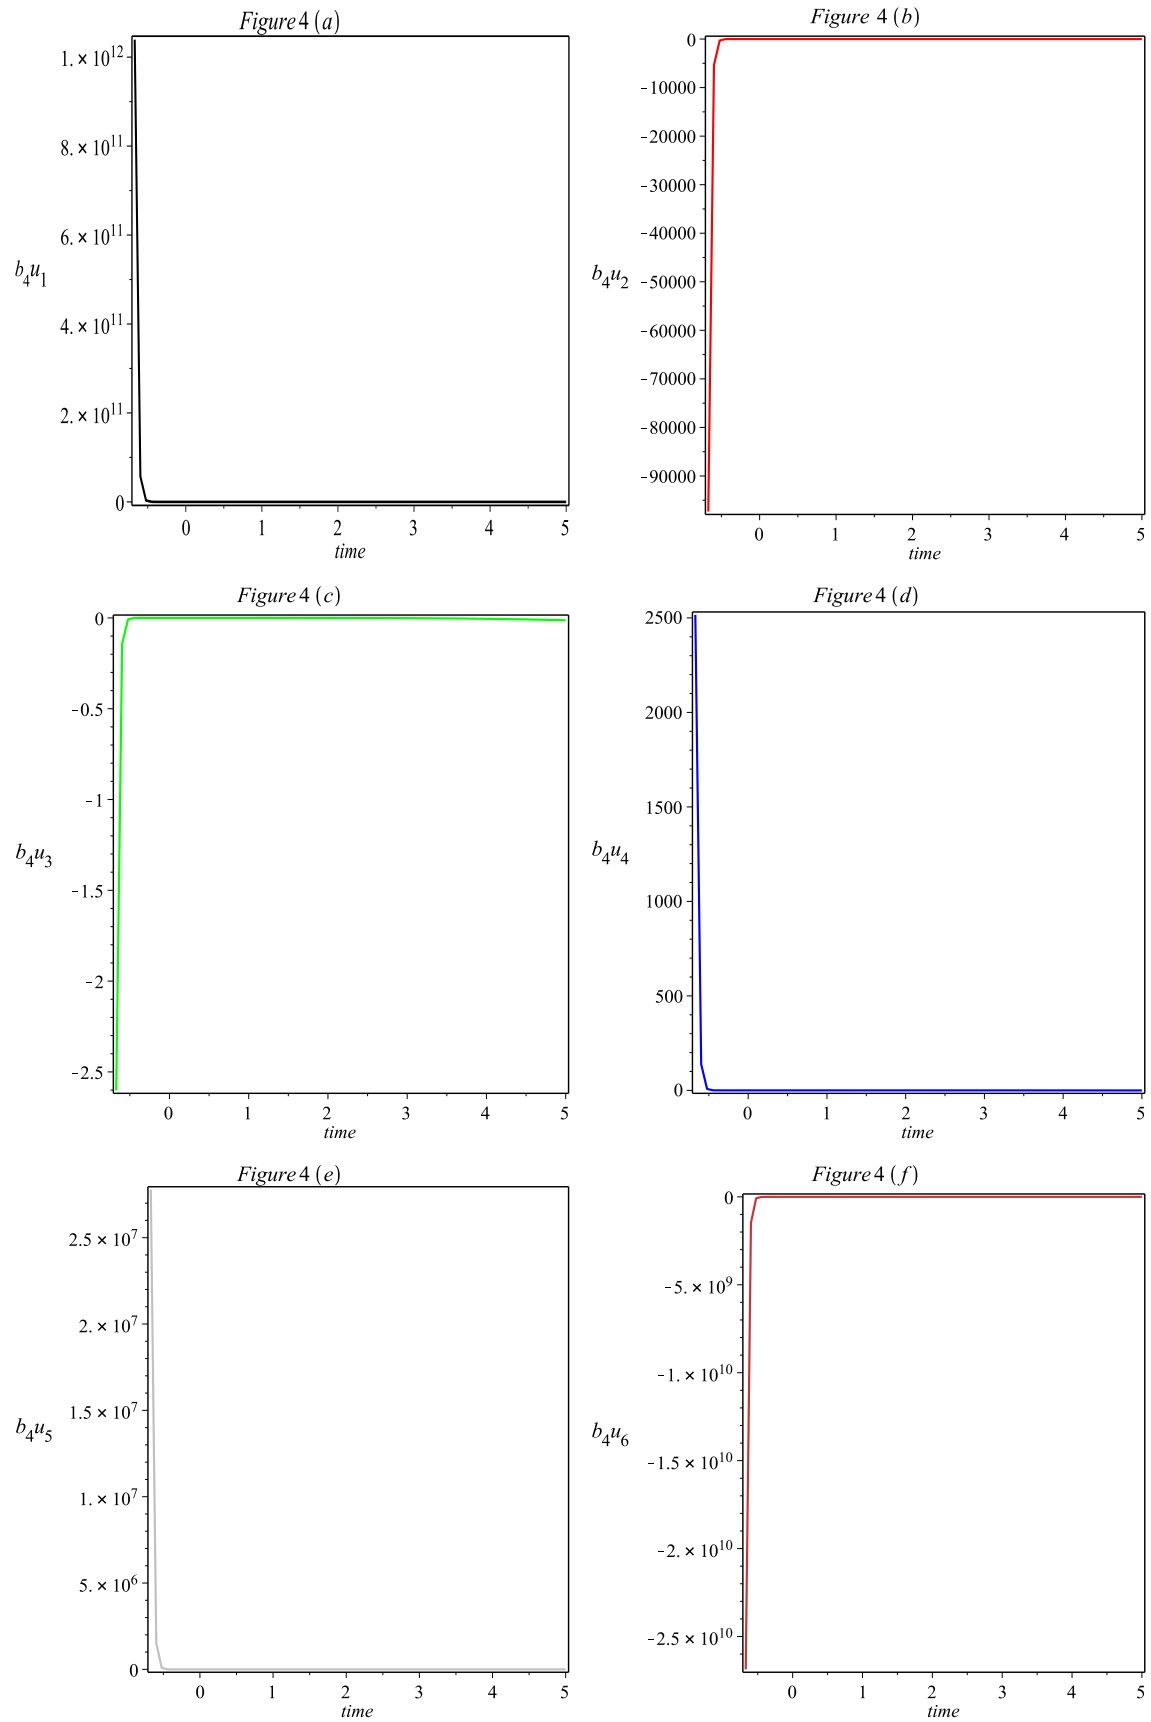 Figure 4 (a)
1. × 10^12
8. × 10^11
6. × 10^11
b_4u_1
4. × 10^11
2. × 10^11
0
0 1 2 3 4 5
time
Figure 4 (b)
0
−10000
−20000
−30000
−40000
b_4u_2
−50000
−60000
−70000
−80000
−90000
0 1 2 3 4 5
time
Figure 4 (c)
0
−0.5
−1
b_4u_3
−1.5
−2
−2.5
0 1 2 3 4 5
time
Figure 4 (d)
2500
2000
1500
b_4u_4
1000
500
0
0 1 2 3 4 5
time
Figure 4 (e)
2.5 × 10^7
2. × 10^7
1.5 × 10^7
b_4u_5
1. × 10^7
5. × 10^6
0
0 1 2 3 4 5
time
Figure 4 (f)
0
−5. × 10^9
−1. × 10^10
b_4u_6
−1.5 × 10^10
−2. × 10^10
−2.5 × 10^10
0 1 2 3 4 5
time